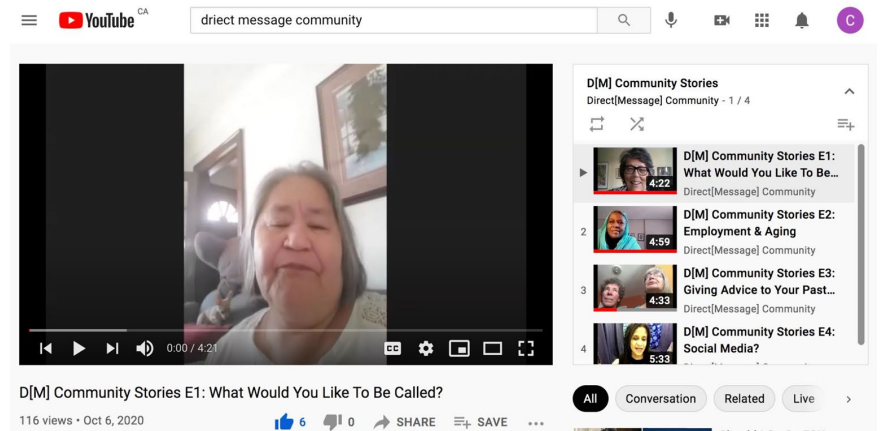 YouTube CA
driect message community
C
D[M] Community Stories
Direct[Message] Community - 1 / 4
D[M] Community Stories E1:
What Would You Like To Be...
Direct[Message] Community
4:22
2
D[M] Community Stories E2:
Employment & Aging
Direct[Message] Community
4:59
3
D[M] Community Stories E3:
Giving Advice to Your Past...
Direct[Message] Community
4:33
4
D[M] Community Stories E4:
Social Media?
5:33
0:00 / 4:21
CC
D[M] Community Stories E1: What Would You Like To Be Called?
116 views • Oct 6, 2020
6
0
SHARE
SAVE
All
Conversation
Related
Live